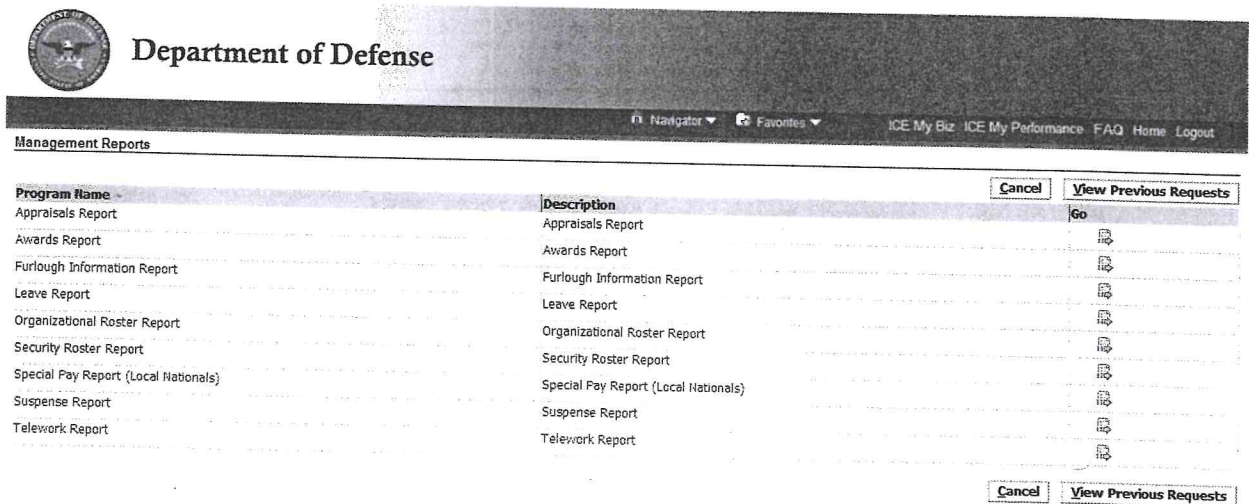 Department of Defense
Navigator Favorites ICE My Biz ICE My Performance FAQ Home Logout
Management Reports
Cancel View Previous Requests
Program Name Description Go
Appraisals Report Appraisals Report
Awards Report Awards Report
Furlough Information Report Furlough Information Report
Leave Report Leave Report
Organizational Roster Report Organizational Roster Report
Security Roster Report Security Roster Report
Special Pay Report (Local Nationals) Special Pay Report (Local Nationals)
Suspense Report Suspense Report
Telework Report Telework Report
Cancel View Previous Requests